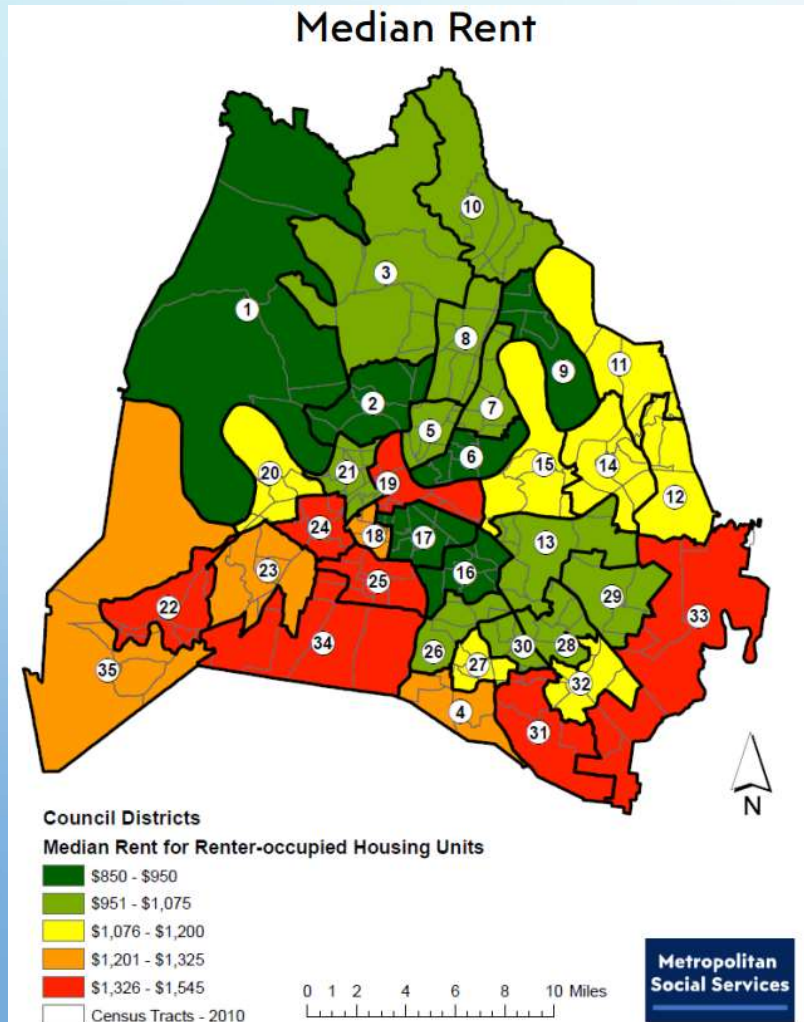 Median Rent
10
3
1
8
11
9
2
7
5
6
20
21
15
14
19
12
24
18
17
13
23
16
25
29
22
33
34
35
26
30
28
27
32
4
31
N
Council Districts
Median Rent for Renter-occupied Housing Units
$850 - $950
$951 - $1,075
$1,076 - $1,200
$1,201 - $1,325
$1,326 - $1,545
Census Tracts - 2010
0 1 2 4 6 8 10 Miles
Metropolitan
Social Services